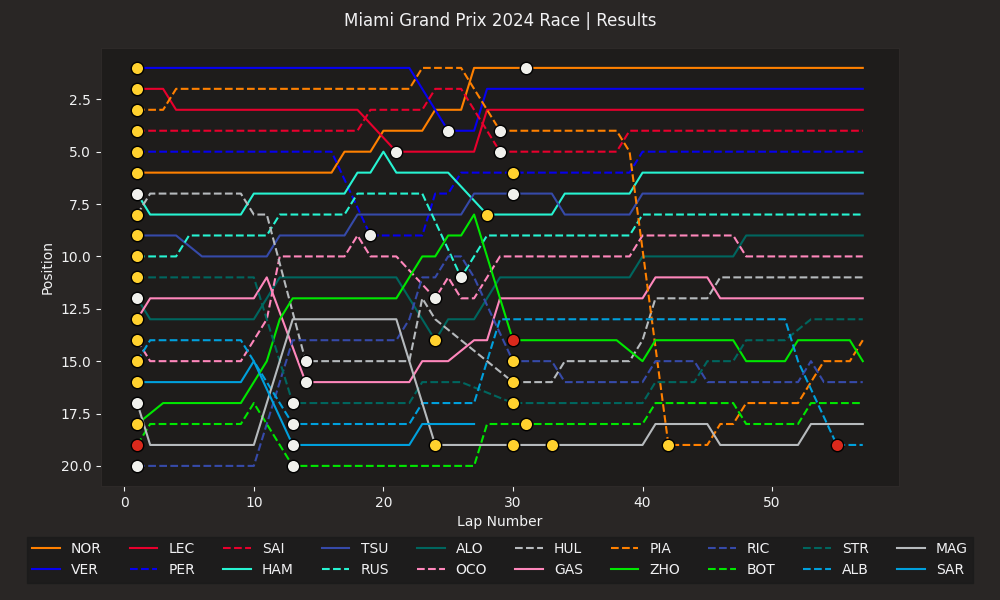 Miami Grand Prix 2024 Race | Results
2.5
5.0
7.5
10.0
12.5
15.0
17.5
20.0
Position
0 10 20 30 40 50
Lap Number
NOR LEC SAI TSU ALO HUL PIA RIC STR MAG
VER PER HAM RUS OCO GAS ZHO BOT ALB SAR